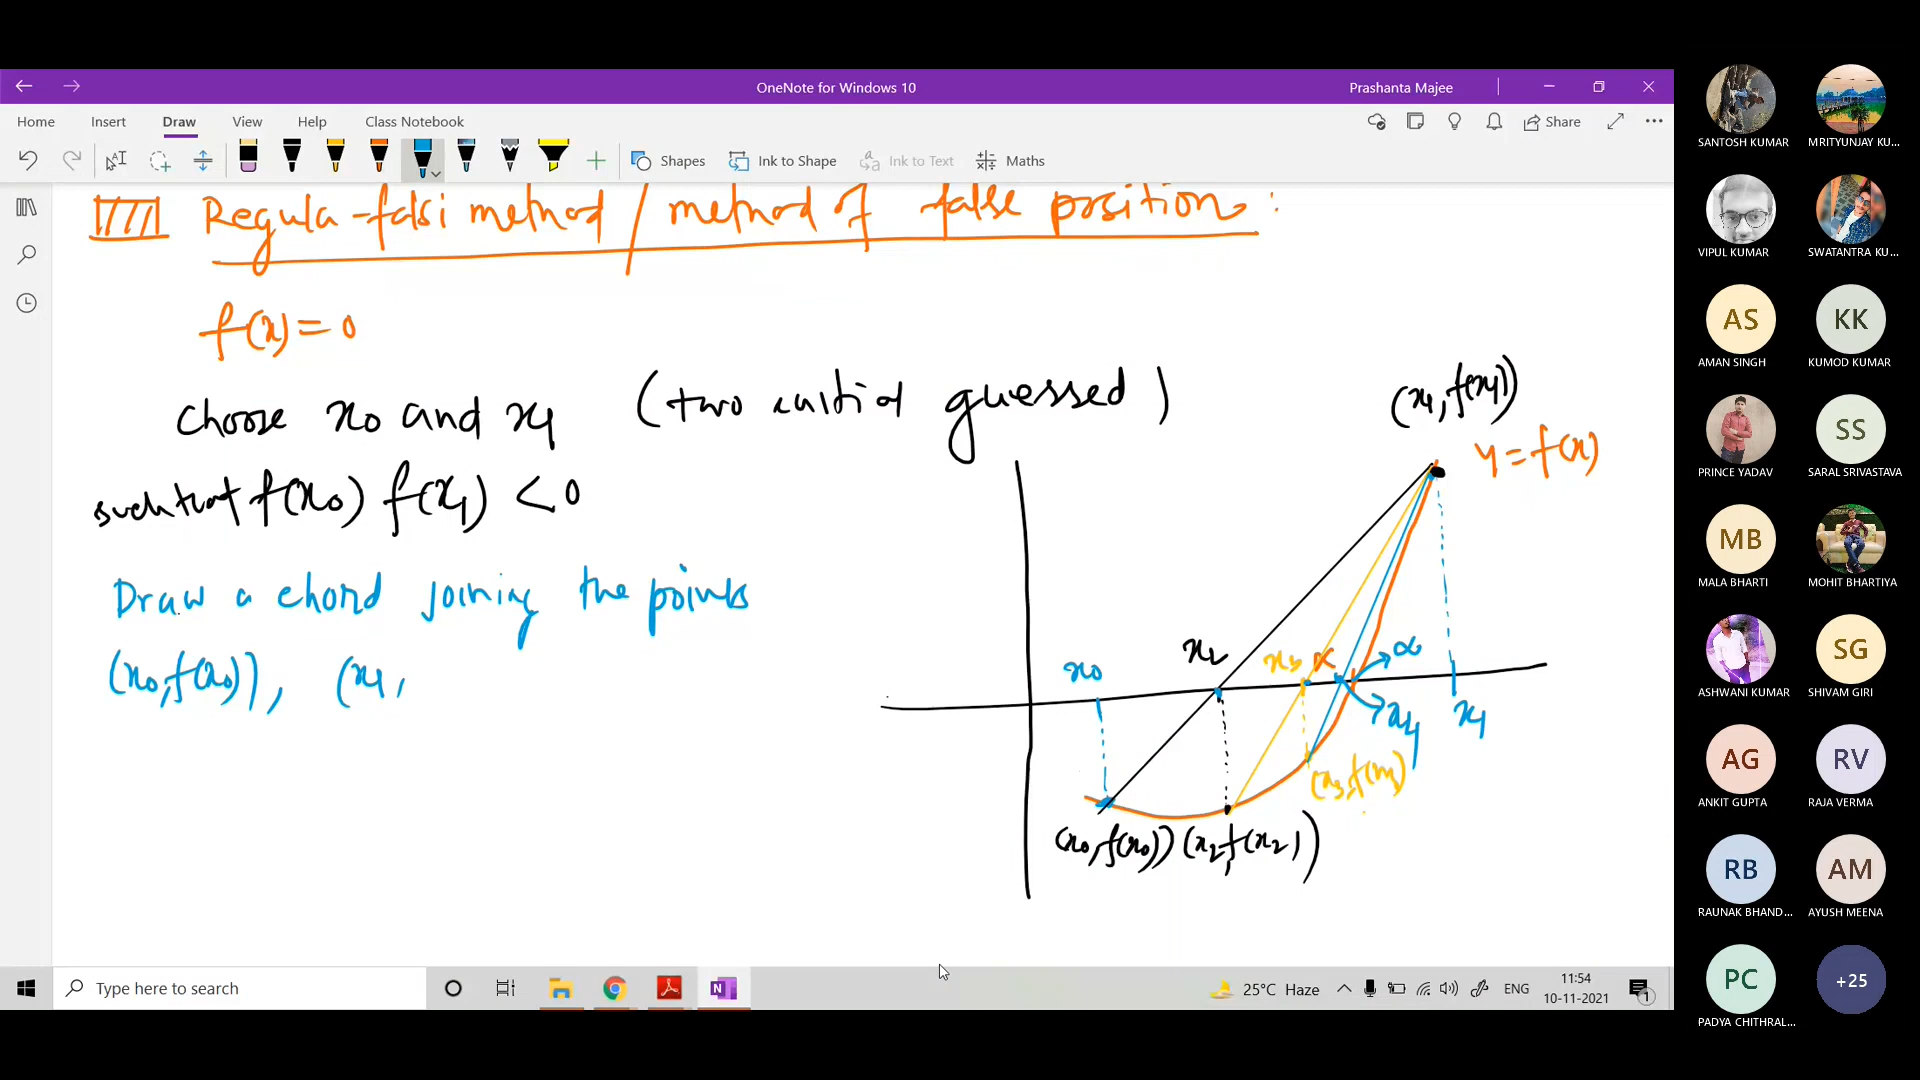 OneNote for Windows 10
Prashanta Majee
Home Insert Draw View Help Class Notebook
Share
Shapes Ink to Shape Ink to Text Maths
Regula-falsi method / method of false position :
f(x) = 0
choose x0 and x1 (two initial guessed)
such that f(x0) f(x1) < 0
Draw a chord joining the points
(x0, f(x0)), (x1,
(x1, f(x1))
y = f(x)
x0
x2
x3
α
α
x4
x1
(x3, f(x3)
(x0, f(x0)) (x2, f(x2))
SANTOSH KUMAR
MRITYUNJAY KU...
VIPUL KUMAR
SWATANTRA KU...
AS
AMAN SINGH
KK
KUMOD KUMAR
PRINCE YADAV
SS
SARAL SRIVASTAVA
MB
MALA BHARTI
MOHIT BHARTIYA
ASHWANI KUMAR
SG
SHIVAM GIRI
AG
ANKIT GUPTA
RV
RAJA VERMA
RB
RAUNAK BHAND...
AM
AYUSH MEENA
PC
PADYA CHITHRAL...
+25
Type here to search
25°C Haze
ENG
11:54
10-11-2021
1